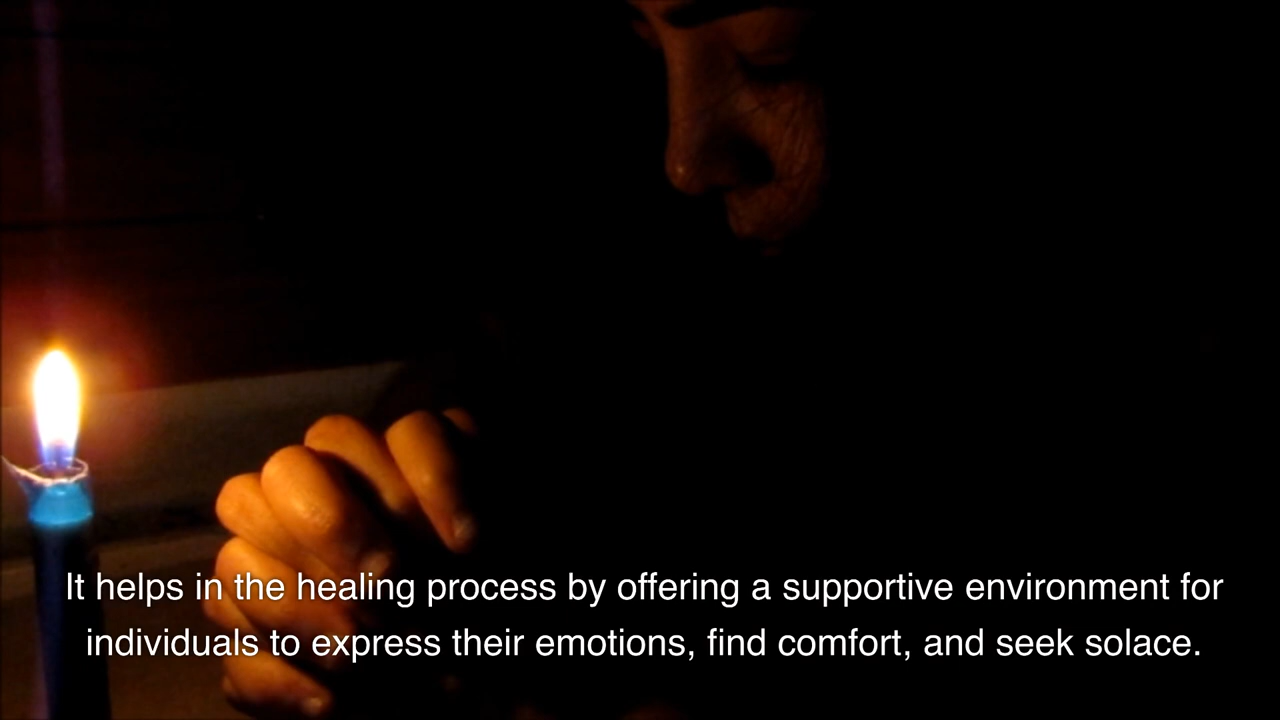 It helps in the healing process by offering a supportive environment for
individuals to express their emotions, find comfort, and seek solace.